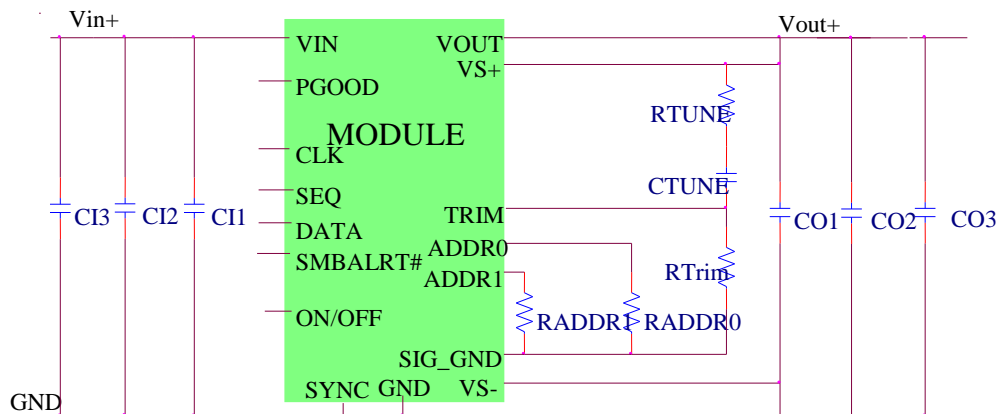 Vin+
Vout+
VIN
VOUT
VS+
PGOOD
RTUNE
MODULE
CLK
CTUNE
SEQ
TRIM
CI3
CI2
CI1
CO1
CO2
CO3
DATA
ADDR0
SMBALRT#
ADDR1
RTrim
ON/OFF
RADDR1
RADDR0
SIG_GND
SYNC
GND
VS-
GND